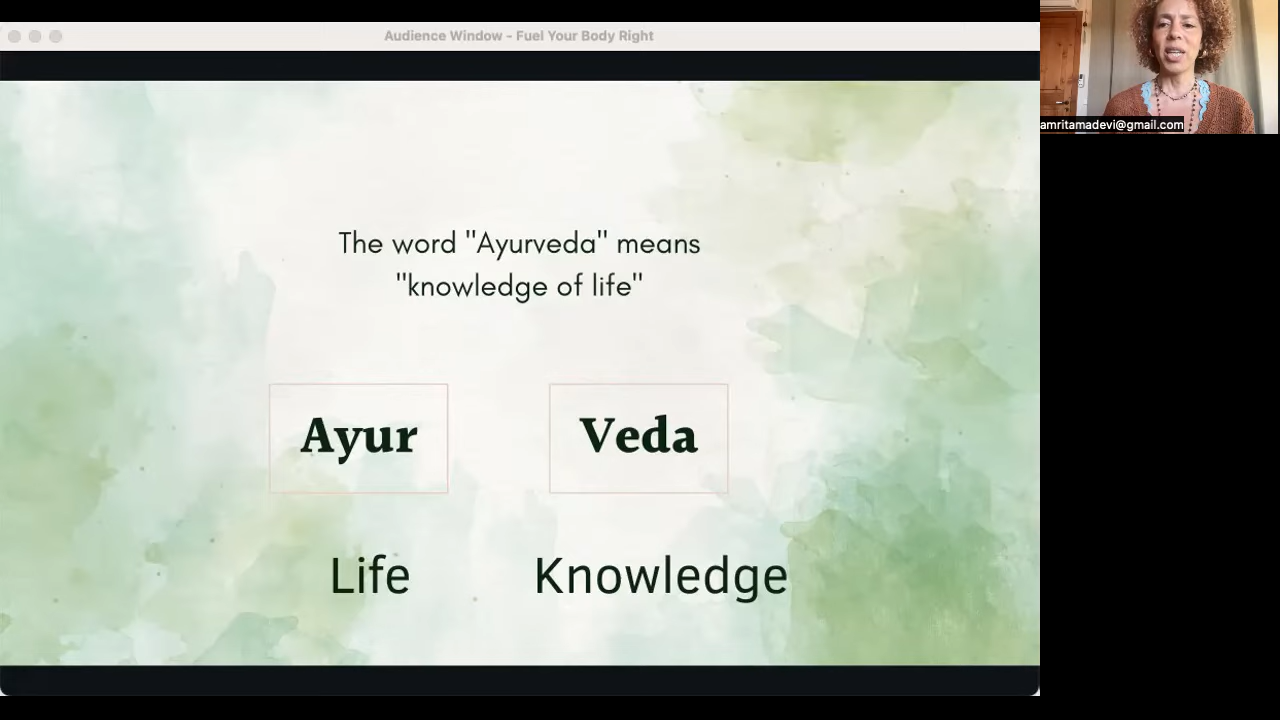 Audience Window - Fuel Your Body Right
amritamadevi@gmail.com
The word "Ayurveda" means
"knowledge of life"
Ayur
Veda
Life
Knowledge